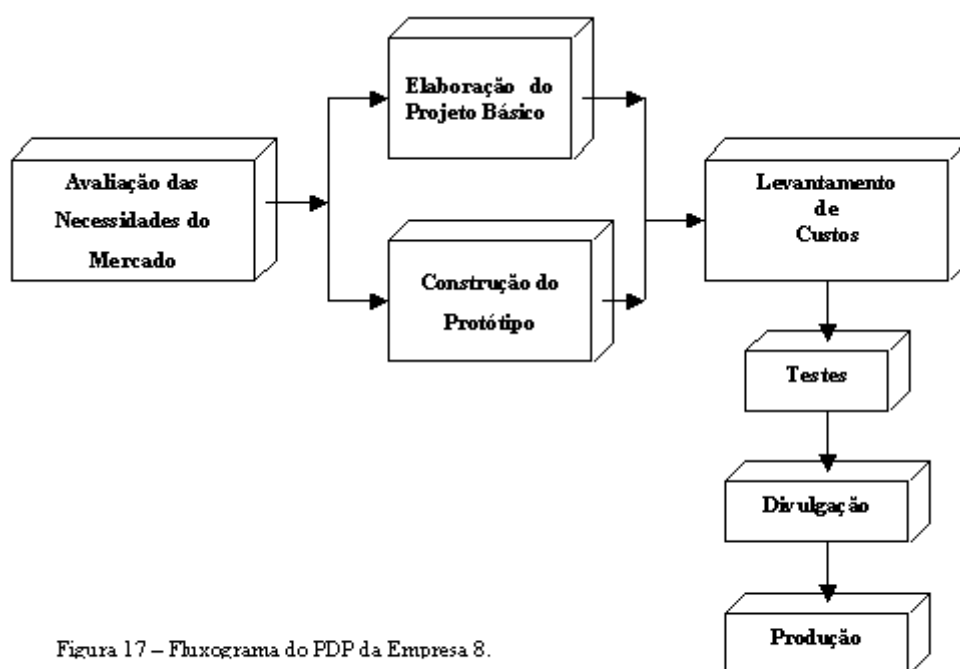 Avaliação das
Necessidades do
Mercado
Elaboração do
Projeto Básico
Construção do
Protótipo
Levantamento
de
Custos
Testes
Divulgação
Produção
Figura 17 – Fluxograma do PDP da Empresa 8.